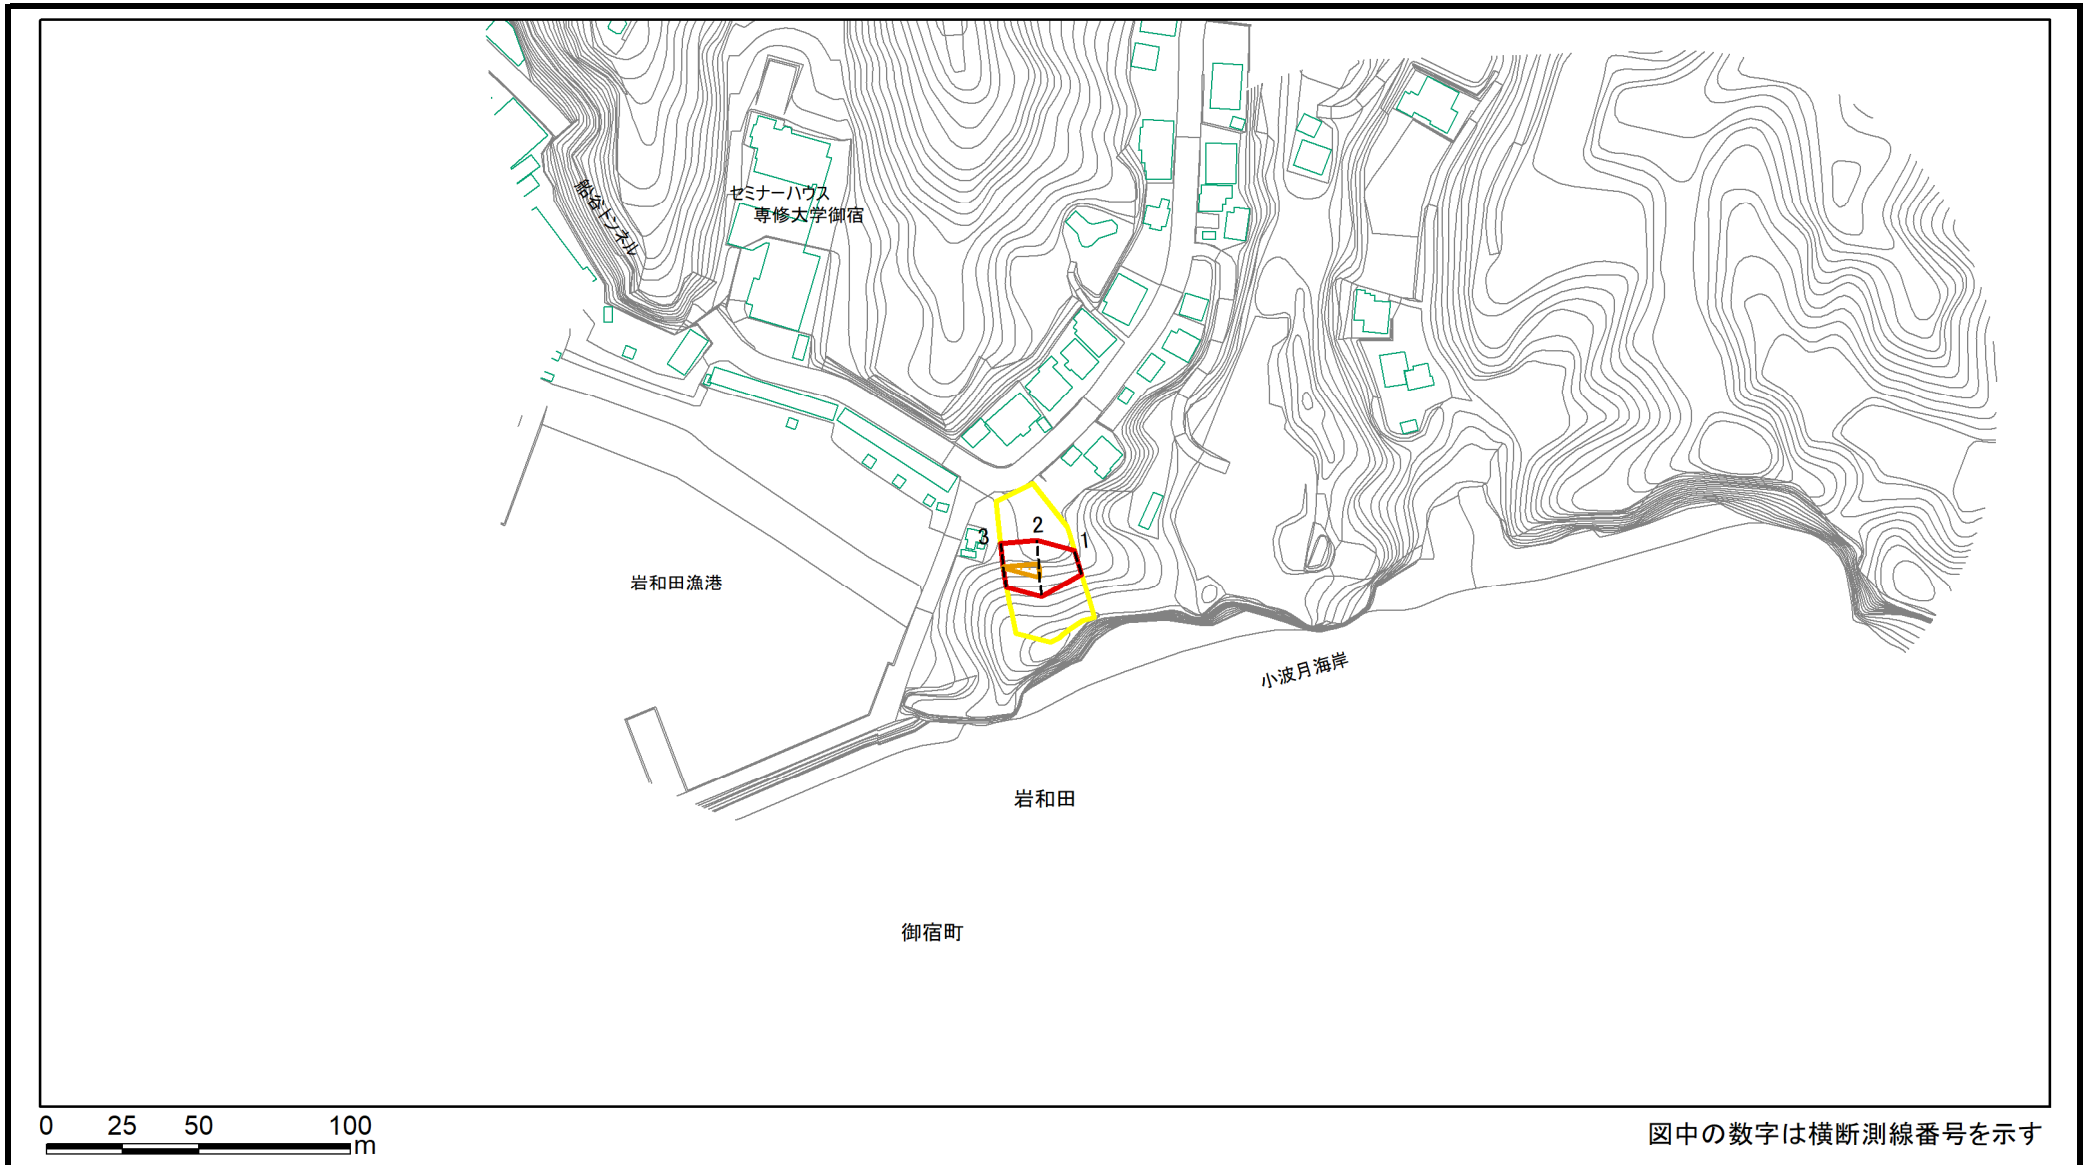 船谷トンネル
セミナーハウス
専修大学御宿
2
3
1
岩和田漁港
小波月海岸
岩和田
御宿町
0 25 50 100
m
図中の数字は横断測線番号を示す